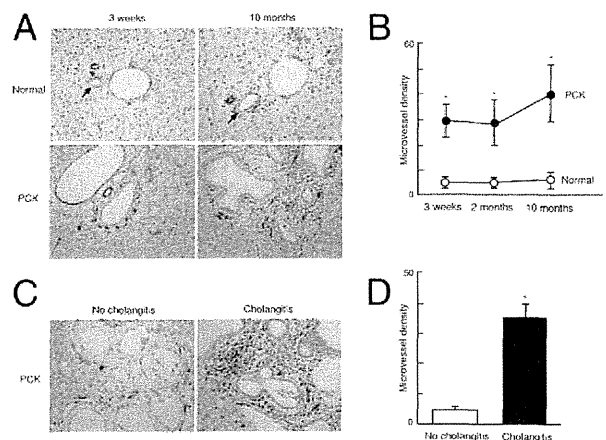 A
3 weeks
10 months
Normal
PCK
B
Microvessel density
60
0
PCK
Normal
3 weeks
2 months
10 months
C
No cholangitis
Cholangitis
PCK
D
Microvessel density
50
0
No cholangitis
Cholangitis